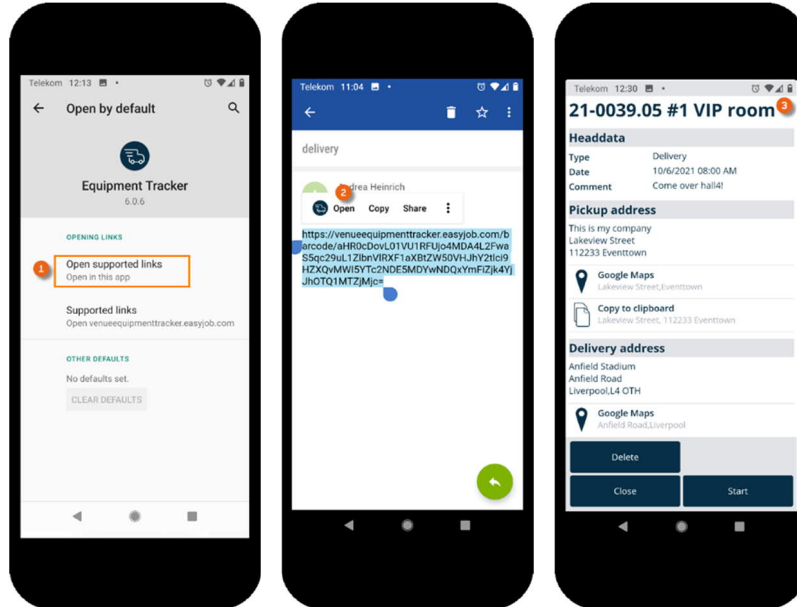 Telekom 12:13
Open by default
Equipment Tracker
6.0.6
OPENING LINKS
1
Open supported links
Open in this app
Supported links
Open venueequipmenttracker.easyjob.com
OTHER DEFAULTS
No defaults set.
CLEAR DEFAULTS
Telekom 11:04
delivery
Andrea Heinrich
2
Open Copy Share
https://venueequipmenttracker.easyjob.com/b
arcode/aHR0cDovL01VU1RFUjo4MDA4L2Fwa
S5qc29uL1ZlbnVlRXF1aXBtZW50VHJhY2tlci9
HZXQvMWI5YTc2NDE5MDYwNDQxYmFiZjk4Yj
JhOTQ1MTZjMjc=
Telekom 12:30
21-0039.05 #1 VIP room
3
Headdata
Type Delivery
Date 10/6/2021 08:00 AM
Comment Come over hall4!
Pickup address
This is my company
Lakeview Street
112233 Eventtown
Google Maps
Lakeview Street,Eventtown
Copy to clipboard
Lakeview Street, 112233 Eventtown
Delivery address
Anfield Stadium
Anfield Road
Liverpool,L4 OTH
Google Maps
Anfield Road,Liverpool
Delete
Close Start